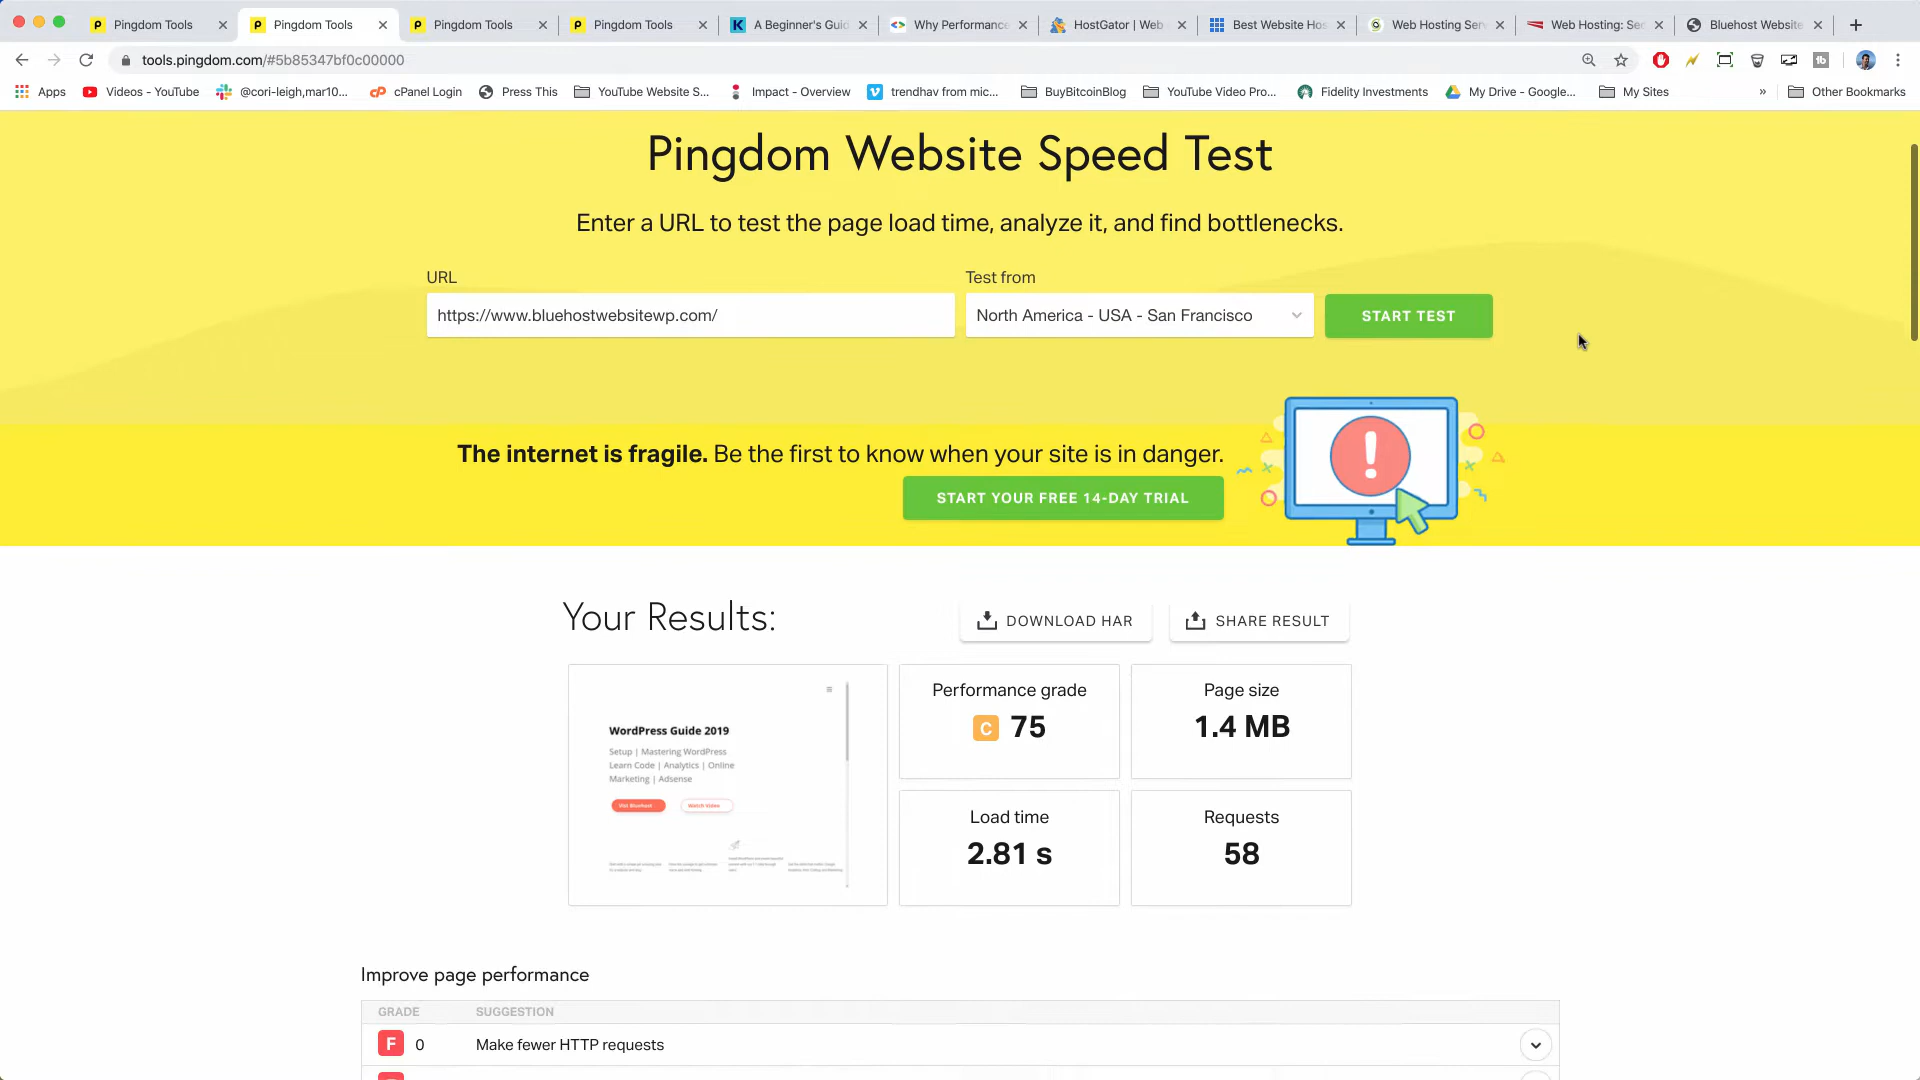 Pingdom Tools
Pingdom Tools
Pingdom Tools
Pingdom Tools
A Beginner's Guid
Why Performance
HostGator | Web
Best Website Hos
Web Hosting Serv
Web Hosting: Sec
Bluehost Website
tools.pingdom.com/#5b85347bf0c00000
Apps
Videos - YouTube
@cori-leigh,mar10...
cPanel Login
Press This
YouTube Website S...
Impact - Overview
trendhav from mic...
BuyBitcoinBlog
YouTube Video Pro...
Fidelity Investments
My Drive - Google...
My Sites
»
Other Bookmarks
Pingdom Website Speed Test
Enter a URL to test the page load time, analyze it, and find bottlenecks.
URL
Test from
https://www.bluehostwebsitewp.com/
North America - USA - San Francisco
START TEST
The internet is fragile. Be the first to know when your site is in danger.
START YOUR FREE 14-DAY TRIAL
Your Results:
DOWNLOAD HAR
SHARE RESULT
WordPress Guide 2019
Setup | Mastering WordPress
Learn Code | Analytics | Online
Marketing | Adsense
Visit Bluehost
Watch Video
Performance grade
C 75
Page size
1.4 MB
Load time
2.81 s
Requests
58
Improve page performance
GRADE SUGGESTION
F 0 Make fewer HTTP requests